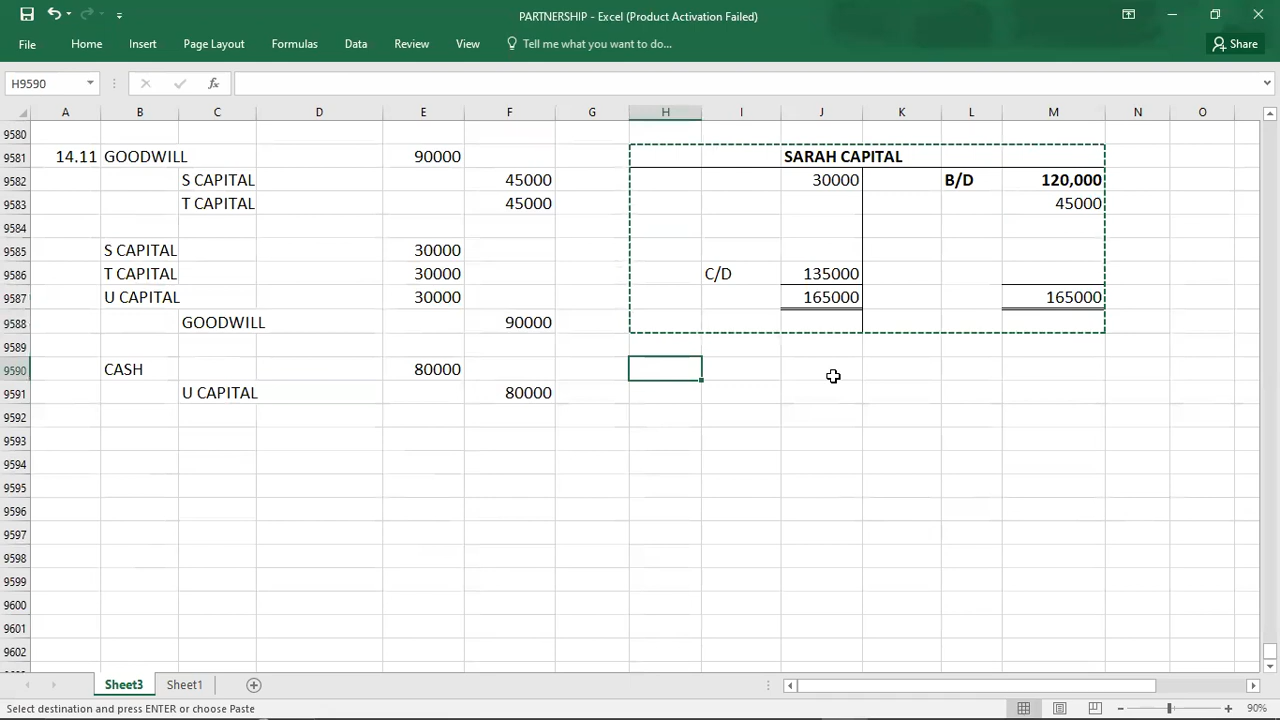 PARTNERSHIP - Excel (Product Activation Failed)
File Home Insert Page Layout Formulas Data Review View Tell me what you want to do... Share
H9590 fx
A B C D E F G H I J K L M N O
9580
9581 14.11 GOODWILL 90000 SARAH CAPITAL
9582 S CAPITAL 45000 30000 B/D 120,000
9583 T CAPITAL 45000 45000
9584
9585 S CAPITAL 30000
9586 T CAPITAL 30000 C/D 135000
9587 U CAPITAL 30000 165000 165000
9588 GOODWILL 90000
9589
9590 CASH 80000
9591 U CAPITAL 80000
9592
9593
9594
9595
9596
9597
9598
9599
9600
9601
9602
Sheet3 Sheet1
Select destination and press ENTER or choose Paste 90%